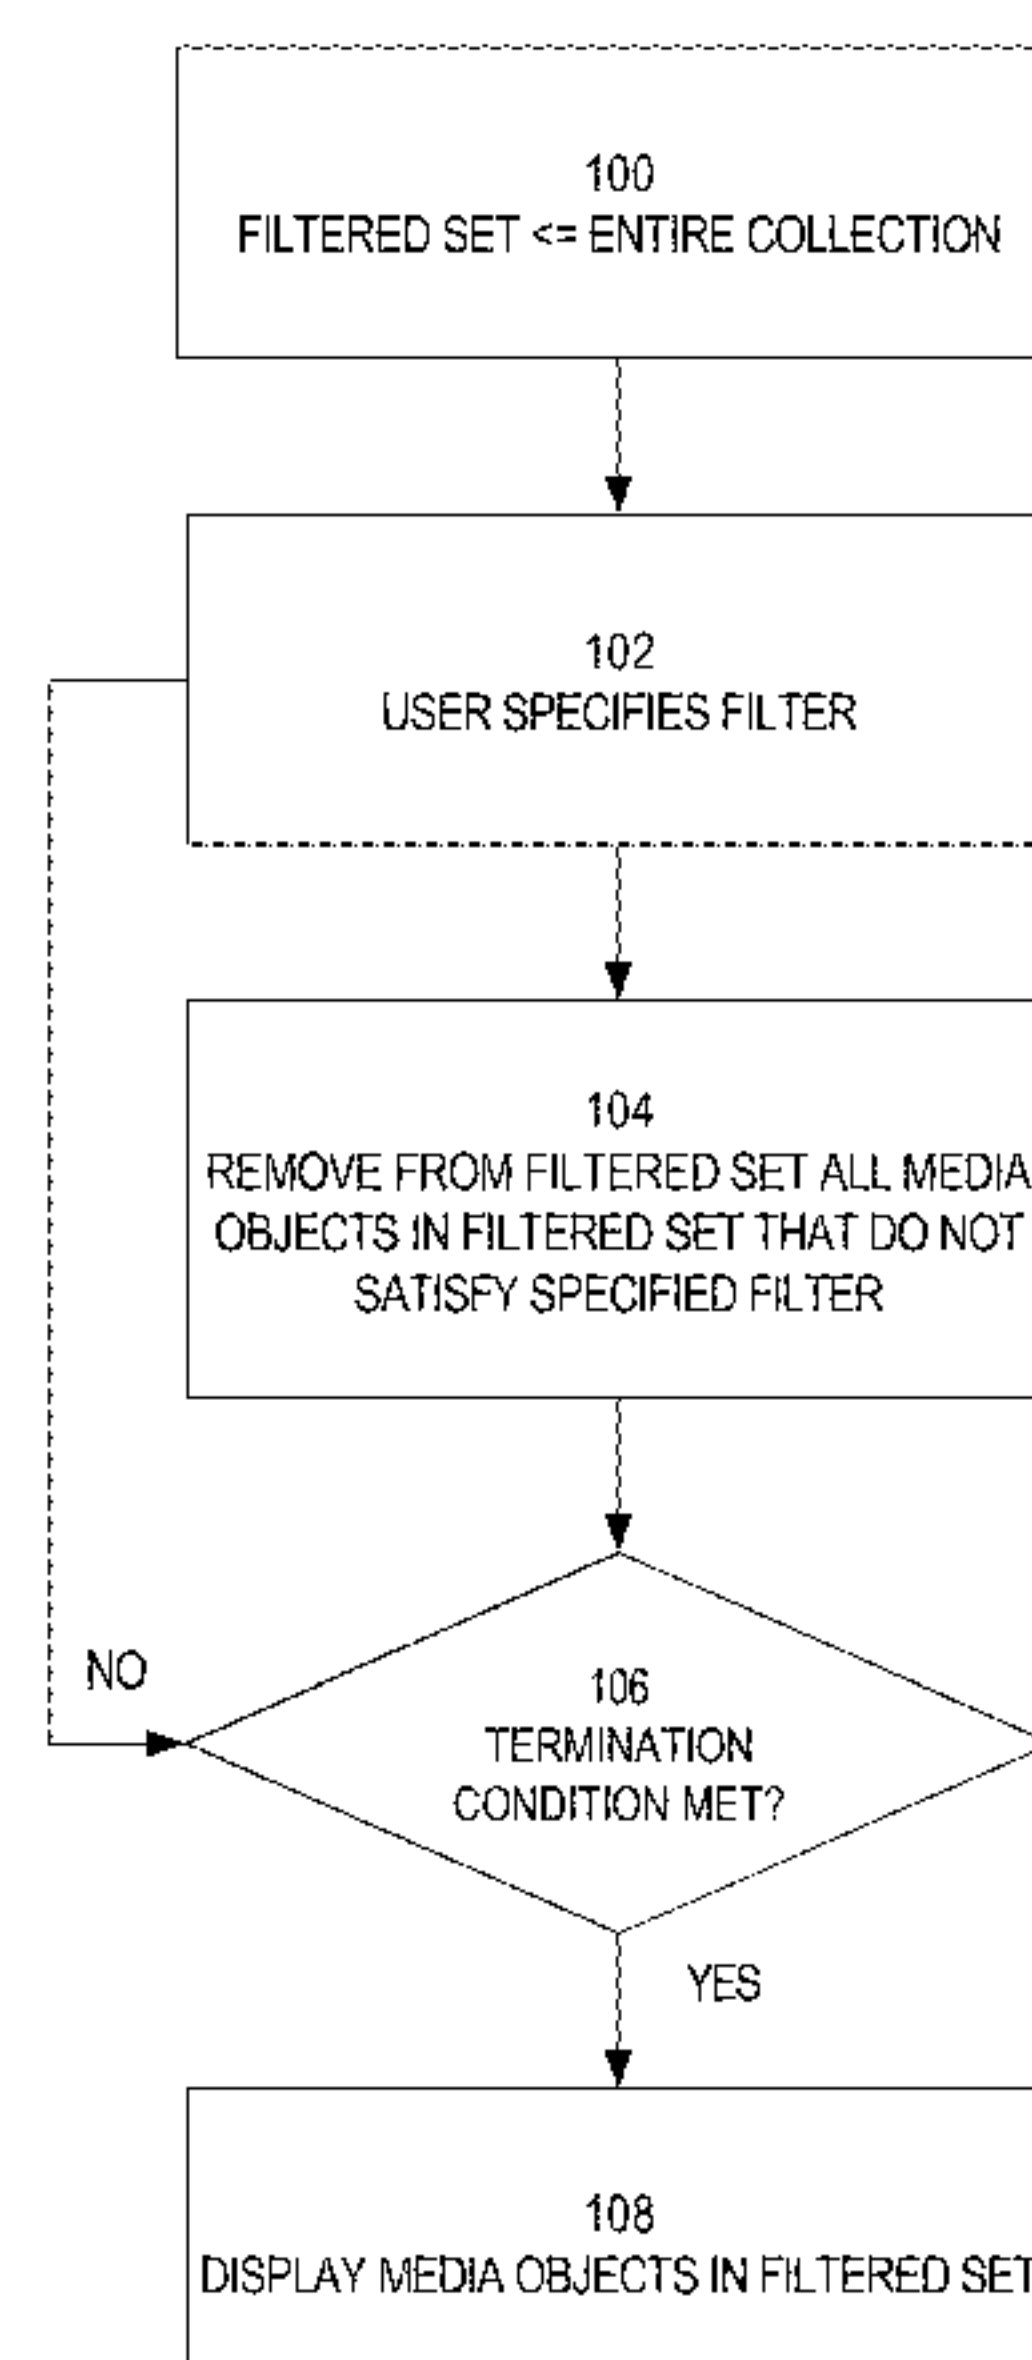 100
FILTERED SET <= ENTIRE COLLECTION
102
USER SPECIFIES FILTER
104
REMOVE FROM FILTERED SET ALL MEDIA
OBJECTS IN FILTERED SET THAT DO NOT
SATISFY SPECIFIED FILTER
NO
106
TERMINATION
CONDITION MET?
YES
108
DISPLAY MEDIA OBJECTS IN FILTERED SET